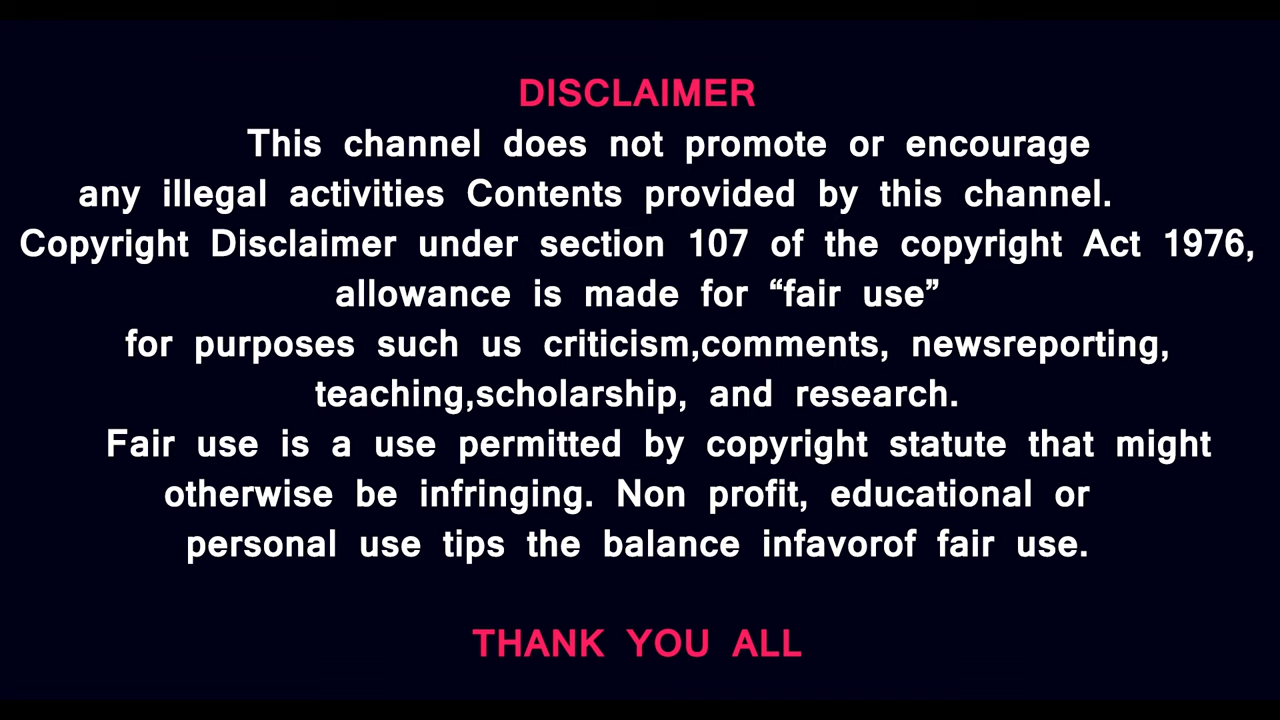 DISCLAIMER
This channel does not promote or encourage
any illegal activities Contents provided by this channel.
Copyright Disclaimer under section 107 of the copyright Act 1976,
allowance is made for “fair use”
for purposes such us criticism,comments, newsreporting,
teaching,scholarship, and research.
Fair use is a use permitted by copyright statute that might
otherwise be infringing. Non profit, educational or
personal use tips the balance infavorof fair use.
THANK YOU ALL